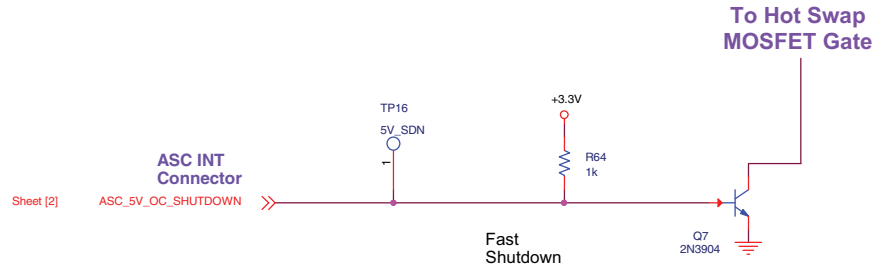 To Hot Swap
MOSFET Gate
+3.3V
TP16
5V_SDN
1
R64
1k
ASC INT
Connector
Sheet [2]
ASC_5V_OC_SHUTDOWN
Fast
Shutdown
Q7
2N3904